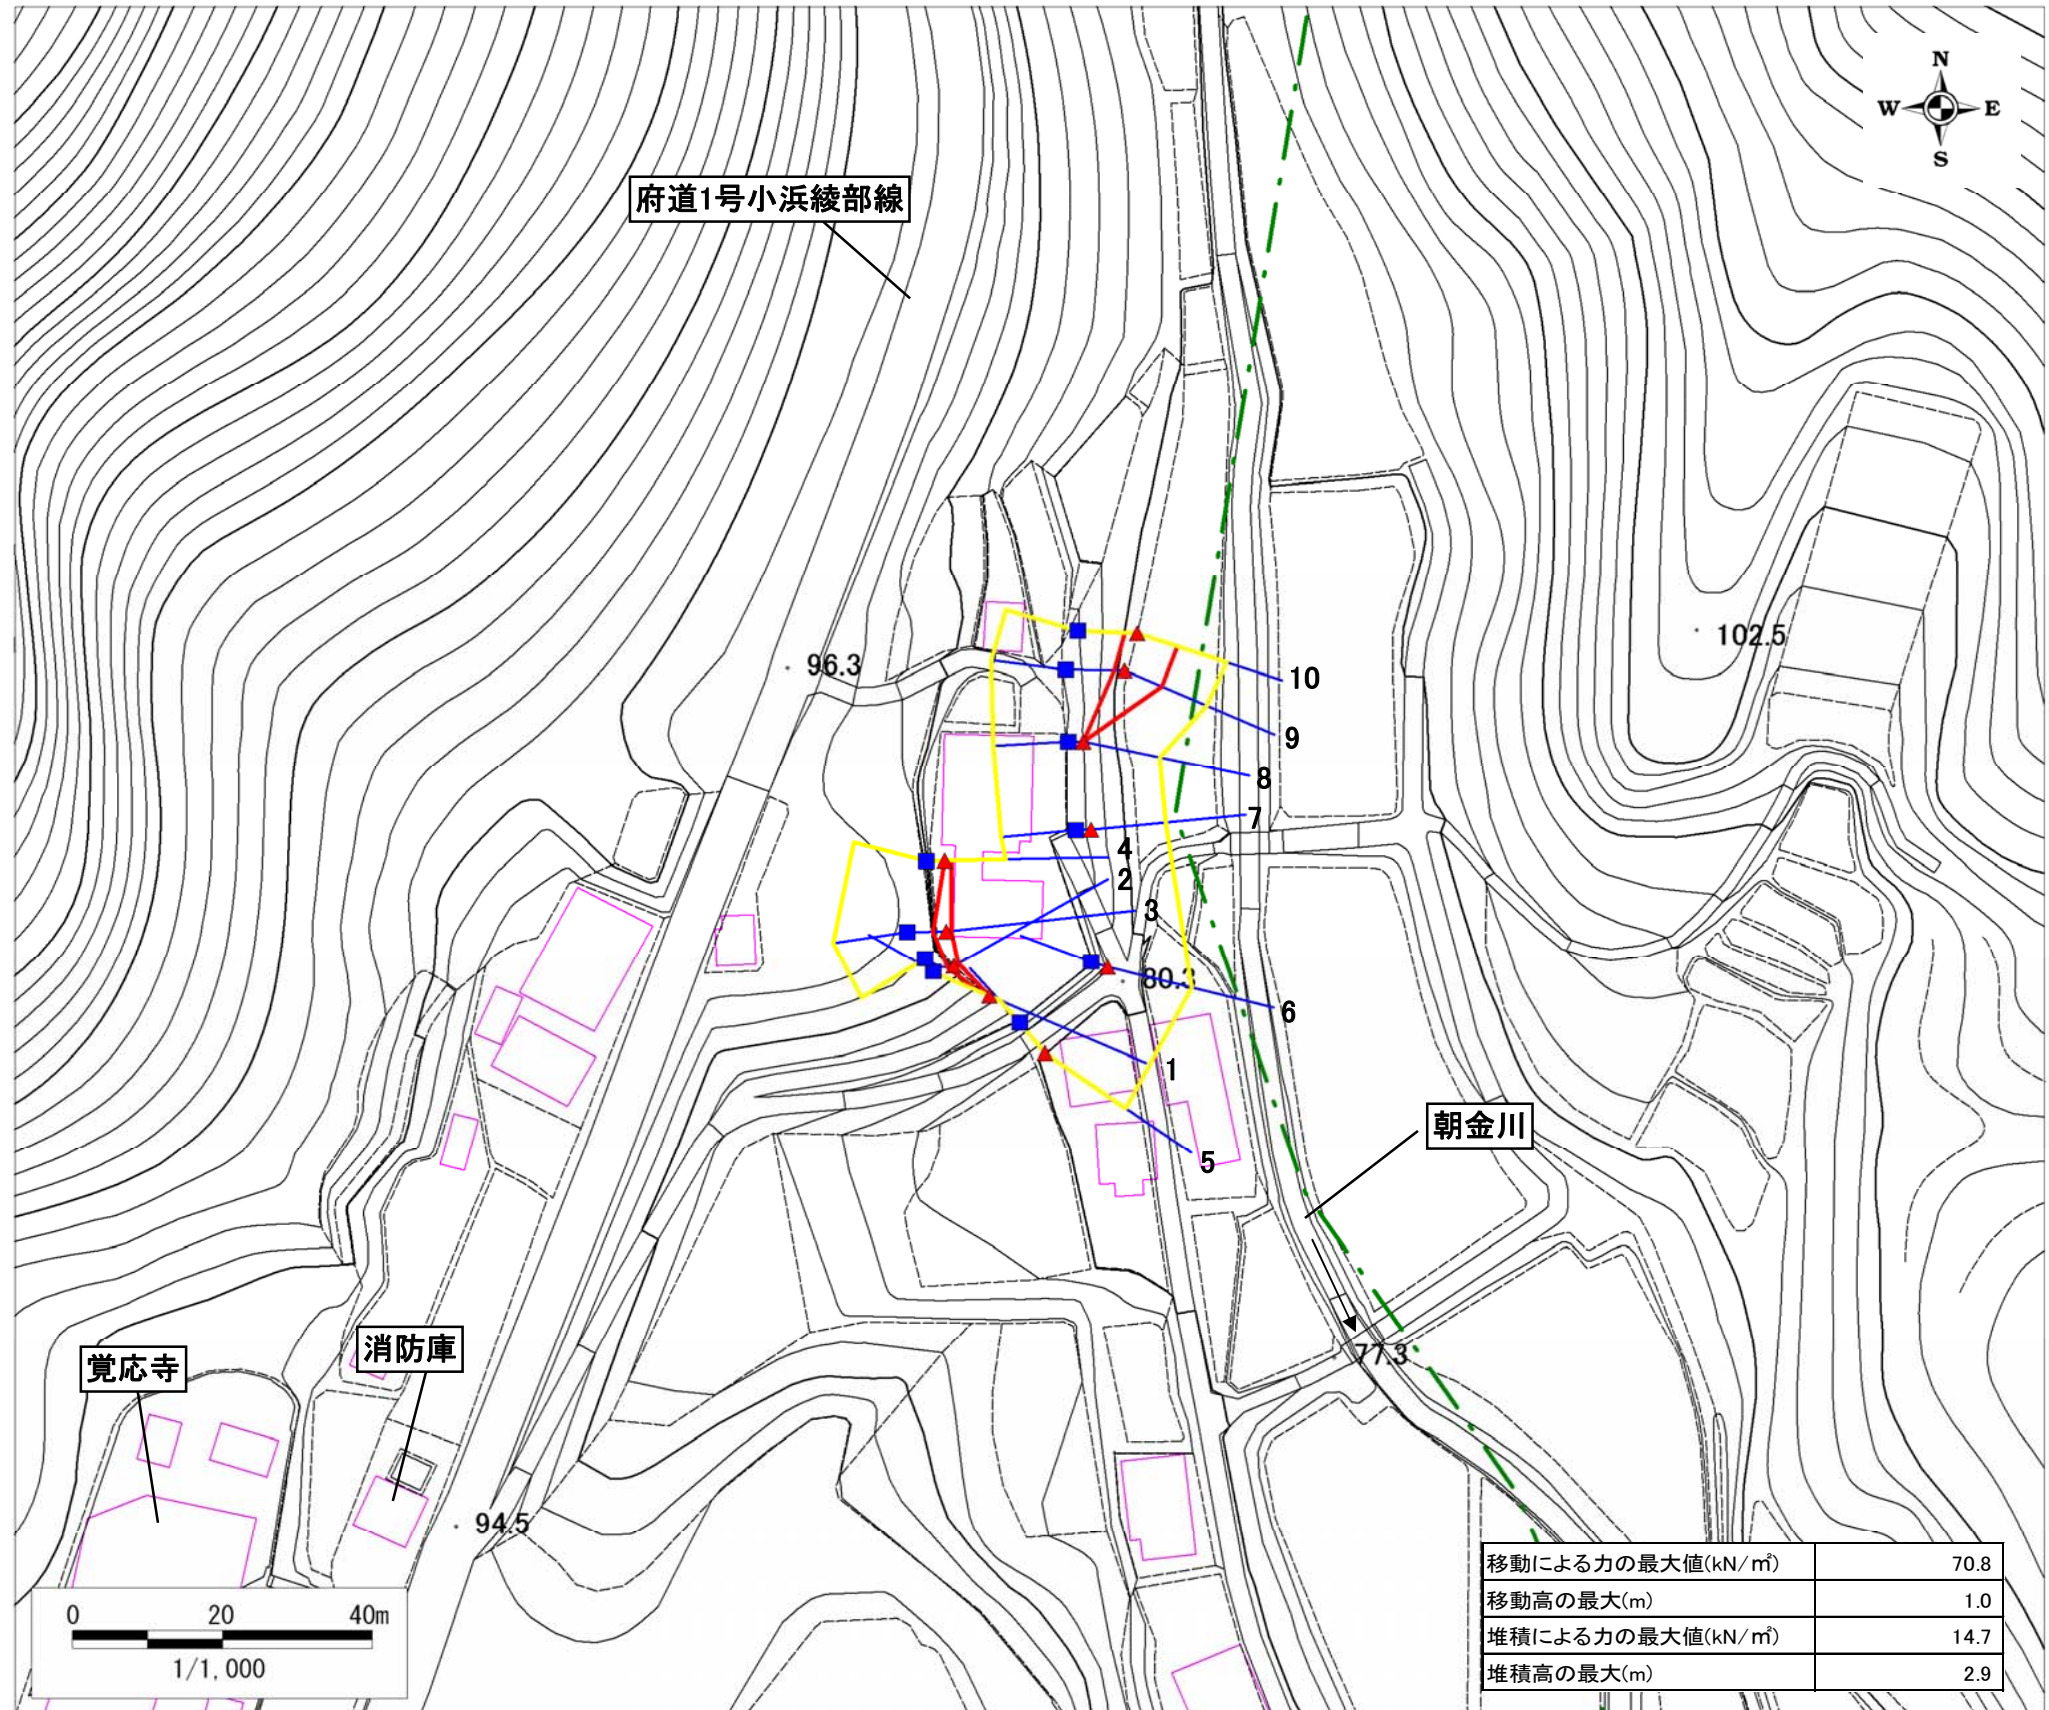 N
W E
S
府道1号小浜綾部線
102.5
96.3
10
9
8
7
4
2
3
80.3
6
1
5
朝金川
77.3
消防庫
覚応寺
94.5
0 20 40m
1/1,000
移動による力の最大値(kN/㎡) 70.8
移動高の最大(m) 1.0
堆積による力の最大値(kN/㎡) 14.7
堆積高の最大(m) 2.9